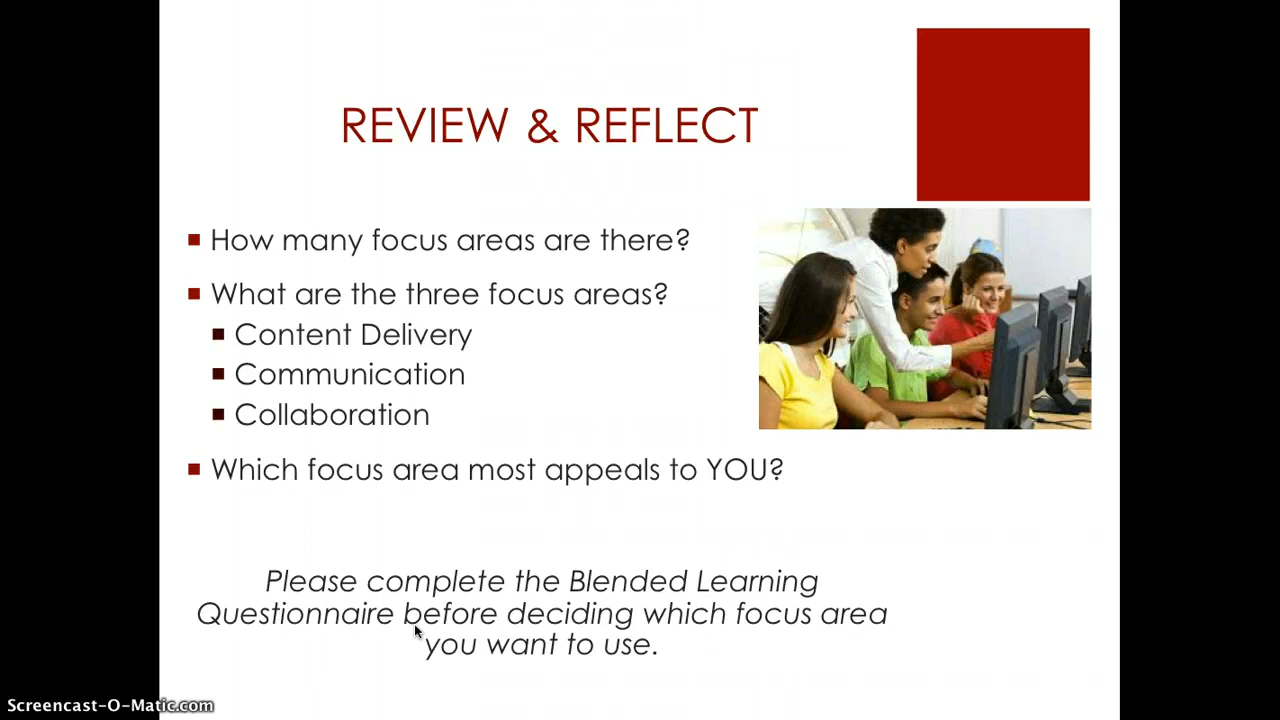 REVIEW & REFLECT
How many focus areas are there?
What are the three focus areas?
Content Delivery
Communication
Collaboration
Which focus area most appeals to YOU?
Please complete the Blended Learning
Questionnaire before deciding which focus area
you want to use.
Screencast-O-Matic.com